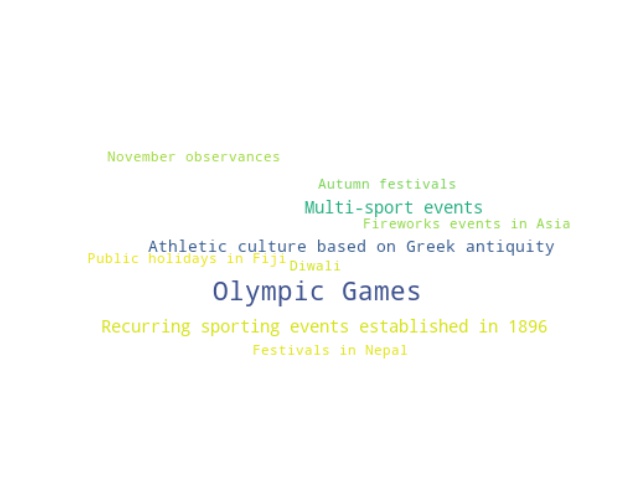 November observances
Autumn festivals
Multi-sport events
Fireworks events in Asia
Athletic culture based on Greek antiquity
Public holidays in Fiji
Diwali
Olympic Games
Recurring sporting events established in 1896
Festivals in Nepal